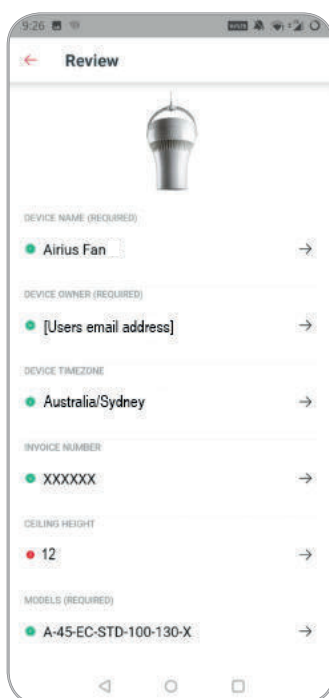 9:26
Review
DEVICE NAME (REQUIRED)
Airius Fan
DEVICE OWNER (REQUIRED)
[Users email address]
DEVICE TIMEZONE
Australia/Sydney
INVOICE NUMBER
XXXXXX
CEILING HEIGHT
12
MODELS (REQUIRED)
A-45-EC-STD-100-130-X